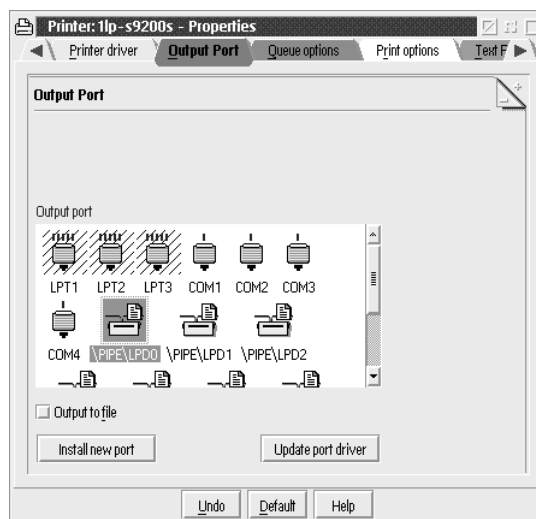 Printer: 1lp-s9200s - Properties
Printer driver Output Port Queue options Print options Text F
Output Port
Output port
LPT1 LPT2 LPT3 COM1 COM2 COM3
COM4 \PIPE\LPD0 \PIPE\LPD1 \PIPE\LPD2
Output to file
Install new port Update port driver
Undo Default Help